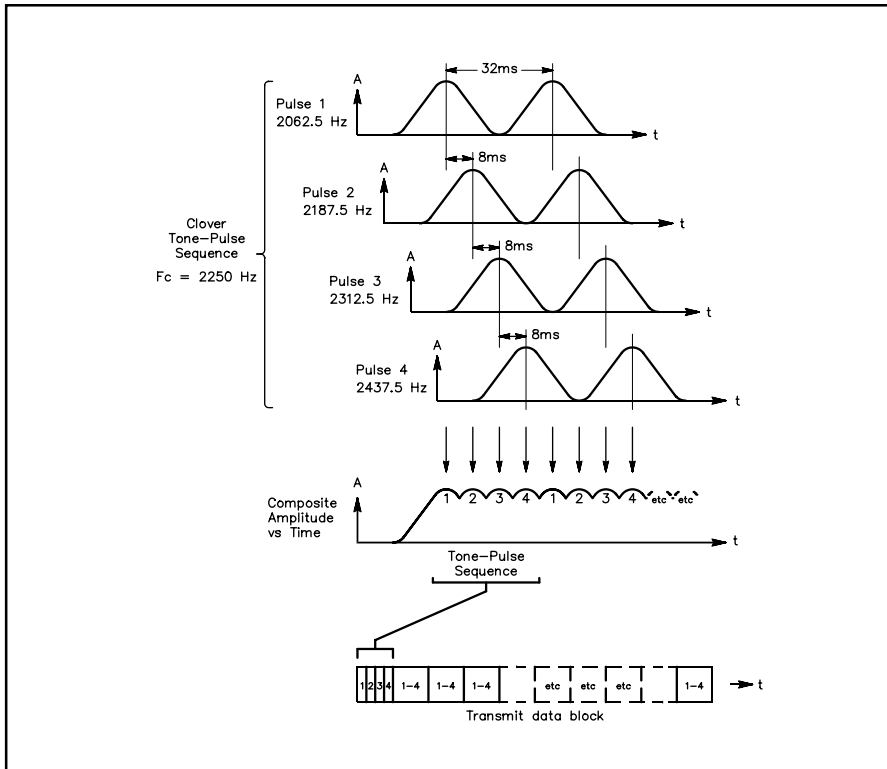 32ms
A
Pulse 1
2062.5 Hz
t
8ms
A
Pulse 2
2187.5 Hz
t
8ms
A
Pulse 3
2312.5 Hz
t
8ms
A
Pulse 4
2437.5 Hz
t
Clover
Tone–Pulse
Sequence
Fc = 2250 Hz
A
Composite
Amplitude
vs Time
1 2 3 4 1 2 3 4 etc etc
t
Tone–Pulse
Sequence
1 2 3 4 1–4 1–4 1–4 etc etc etc 1–4 t
Transmit data block